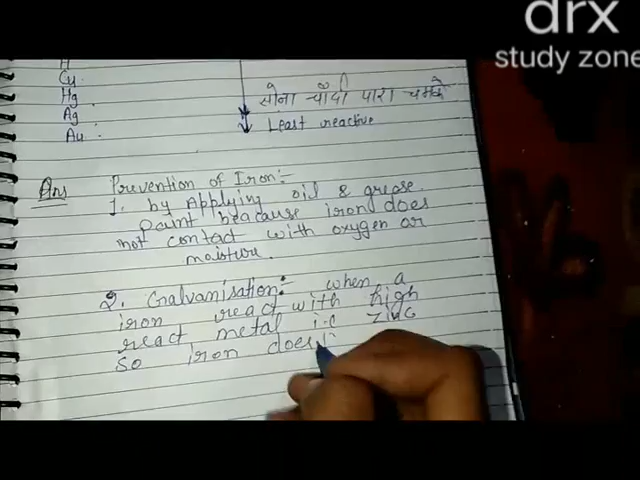 drx
study zone
H
Cu
Hg
Ag
Au
सोना चाँदी पारा चमके
Least reactive
Ans
Prevention of Iron:-
1. by Applying oil & grease.
paint because iron does
not contact with oxygen or
moisture.
2. Galvanisation:- when a
iron react with high
react metal i.e zinc
so iron does